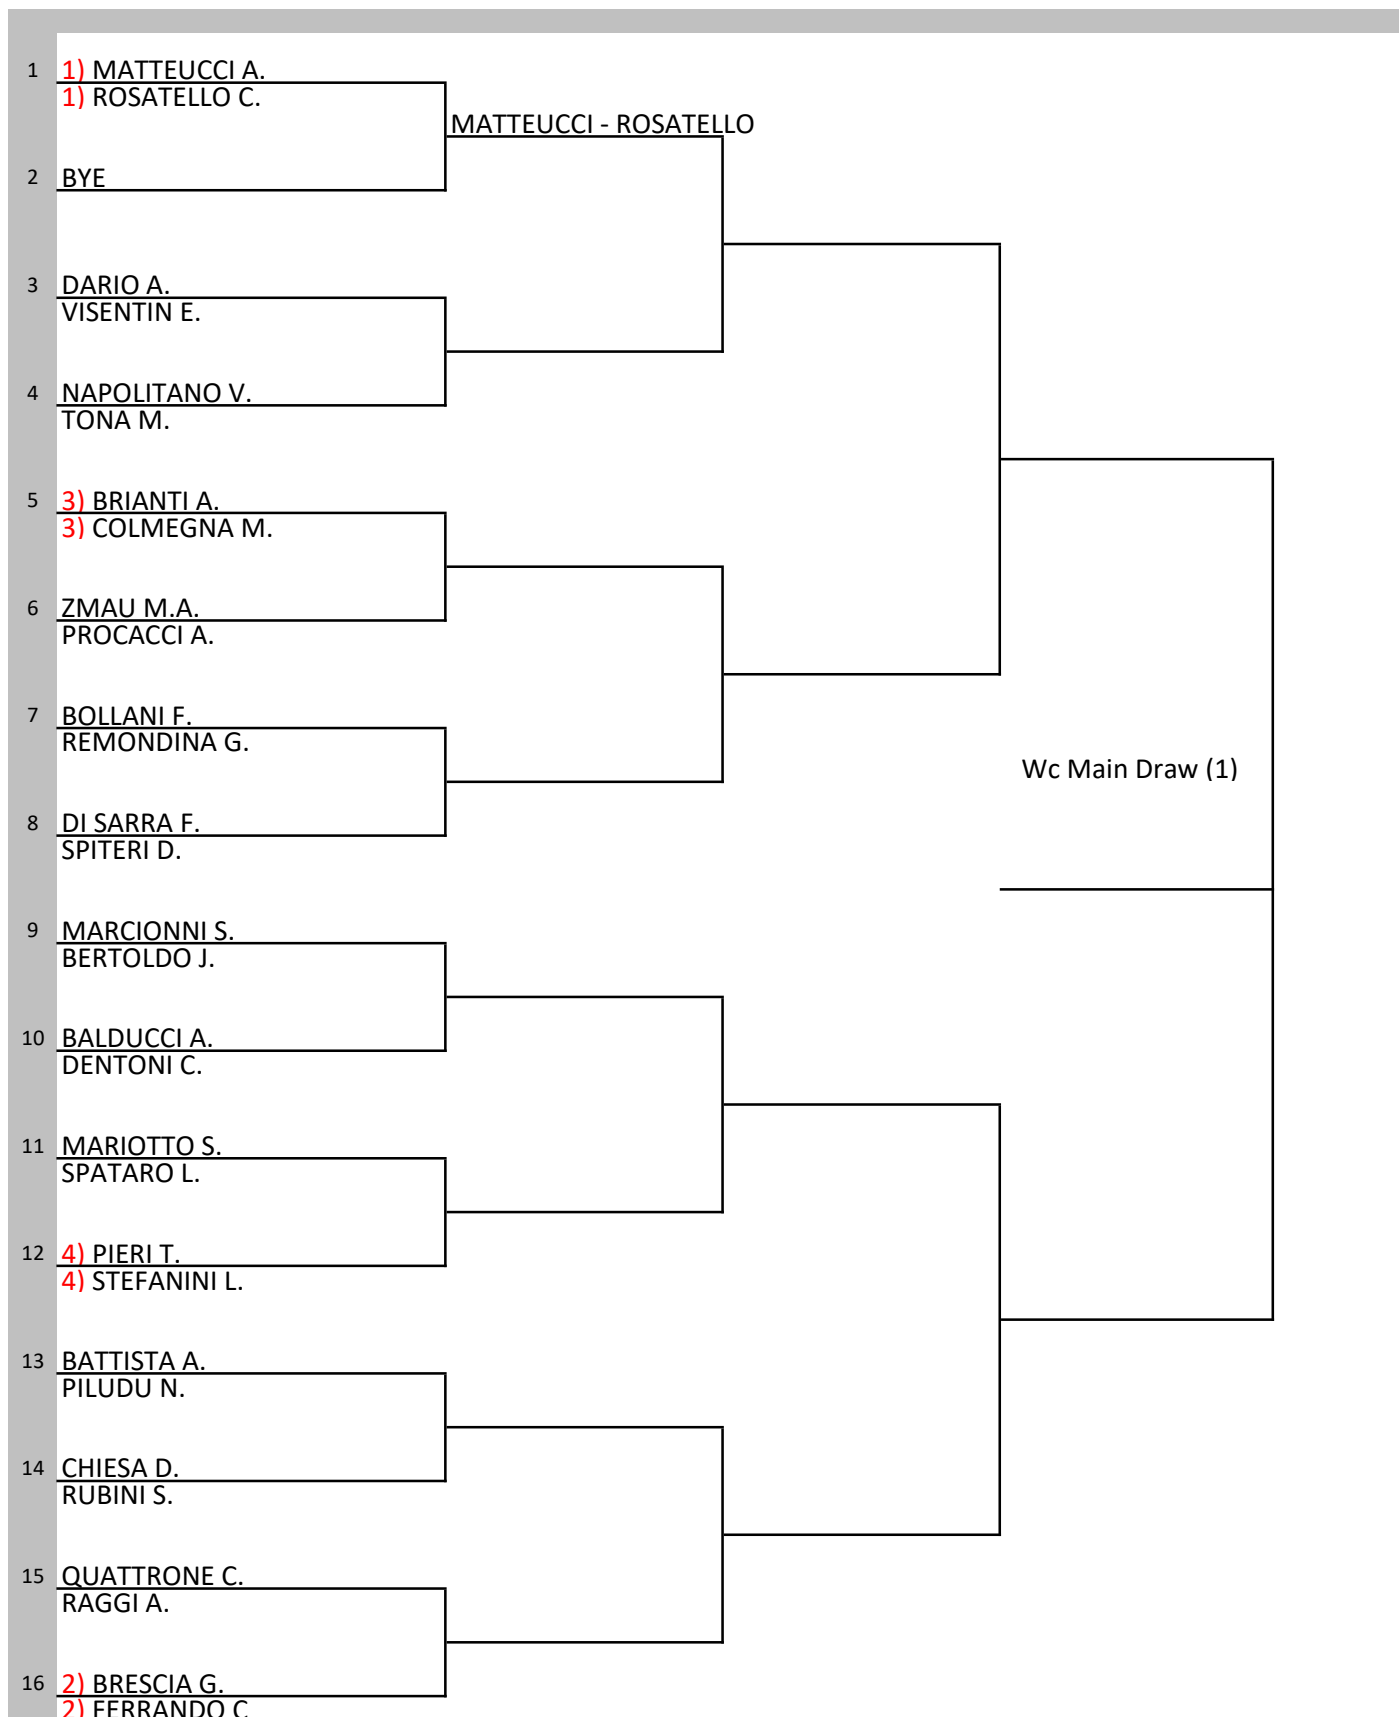 1 1) MATTEUCCI A.
1) ROSATELLO C.
MATTEUCCI - ROSATELLO
2 BYE
3 DARIO A.
VISENTIN E.
4 NAPOLITANO V.
TONA M.
5 3) BRIANTI A.
3) COLMEGNA M.
6 ZMAU M.A.
PROCACCI A.
7 BOLLANI F.
REMONDINA G.
Wc Main Draw (1)
8 DI SARRA F.
SPITERI D.
9 MARCIONNI S.
BERTOLDO J.
10 BALDUCCI A.
DENTONI C.
11 MARIOTTO S.
SPATARO L.
12 4) PIERI T.
4) STEFANINI L.
13 BATTISTA A.
PILUDU N.
14 CHIESA D.
RUBINI S.
15 QUATTRONE C.
RAGGI A.
16 2) BRESCIA G.
2) FERRANDO C